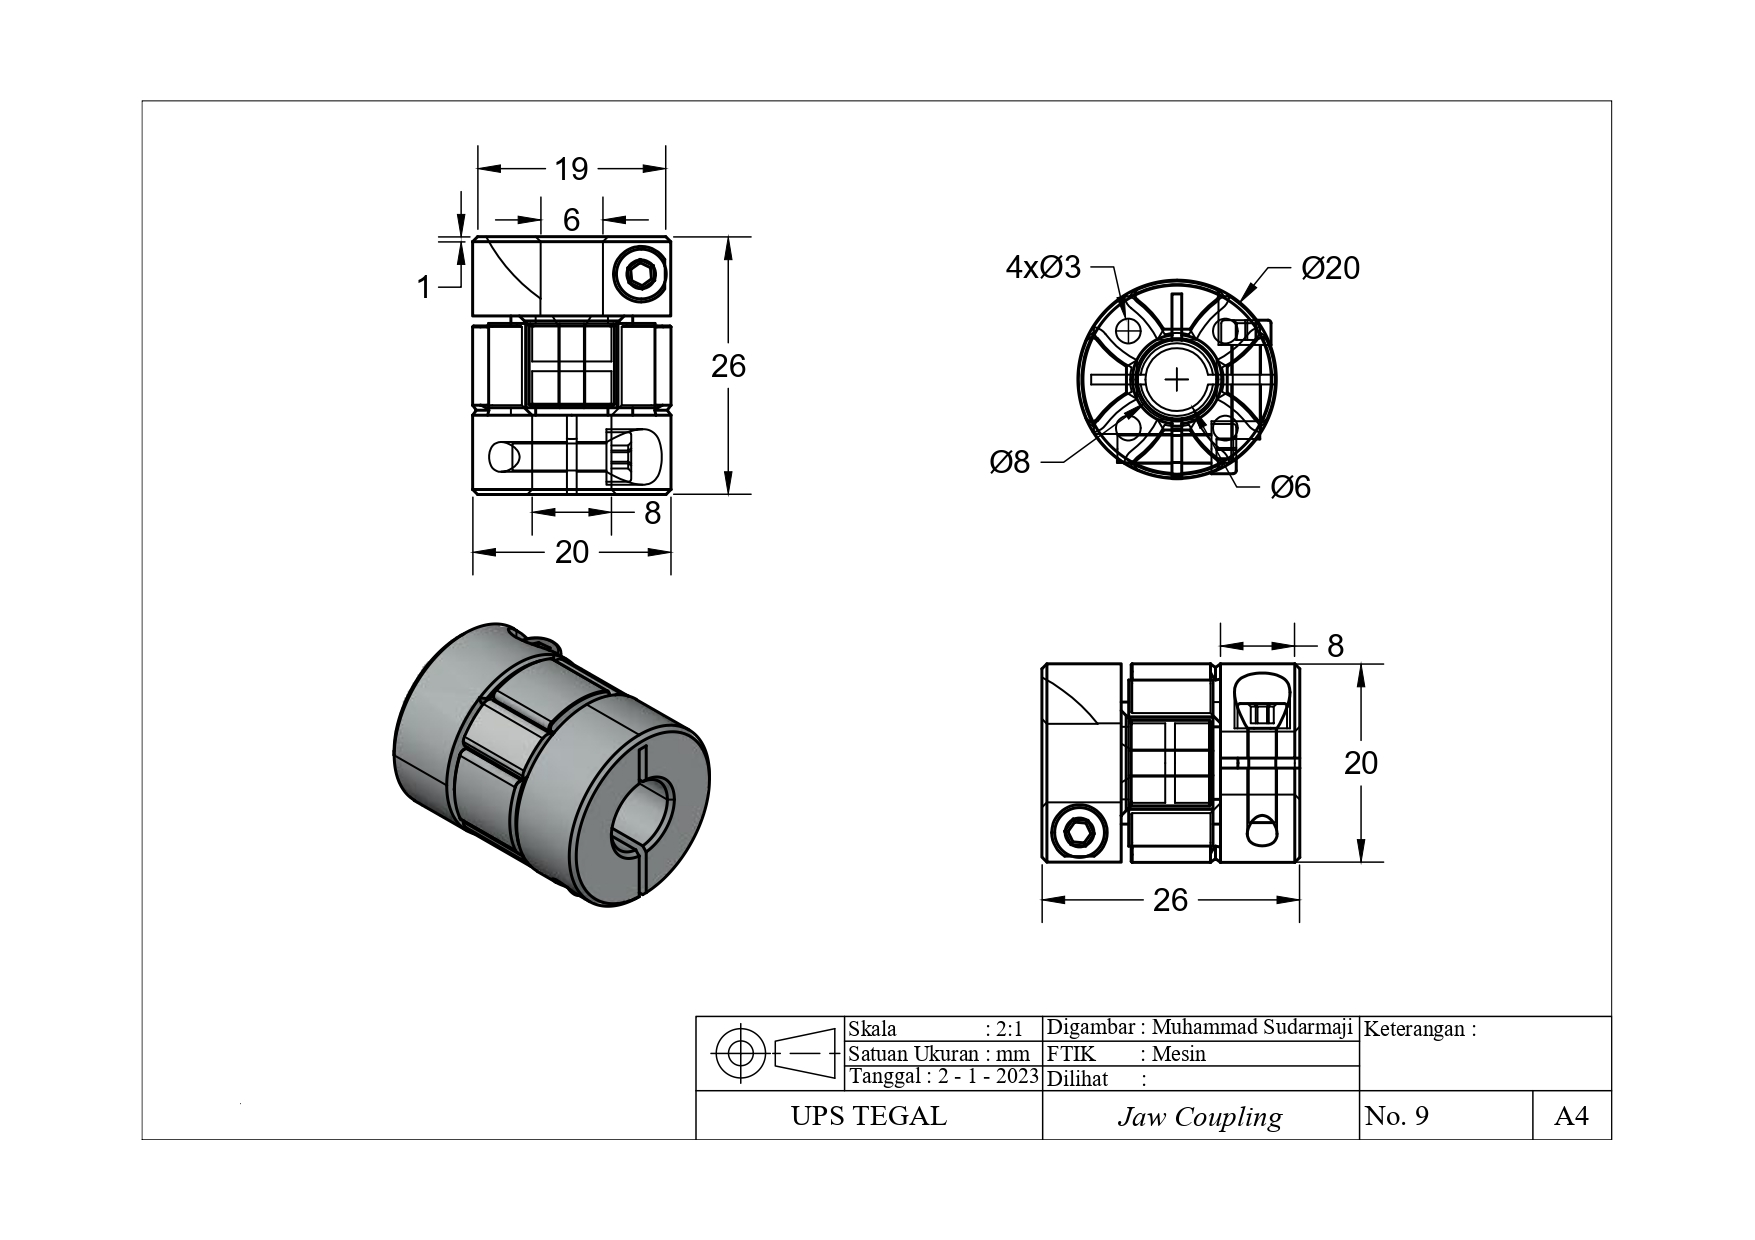 19
6
1
26
8
20
4xØ3
Ø20
Ø8
Ø6
8
20
26
Skala : 2:1
Satuan Ukuran : mm
Tanggal : 2 - 1 - 2023
Digambar : Muhammad Sudarmaji
FTIK : Mesin
Dilihat :
Keterangan :
UPS TEGAL
Jaw Coupling
No. 9
A4